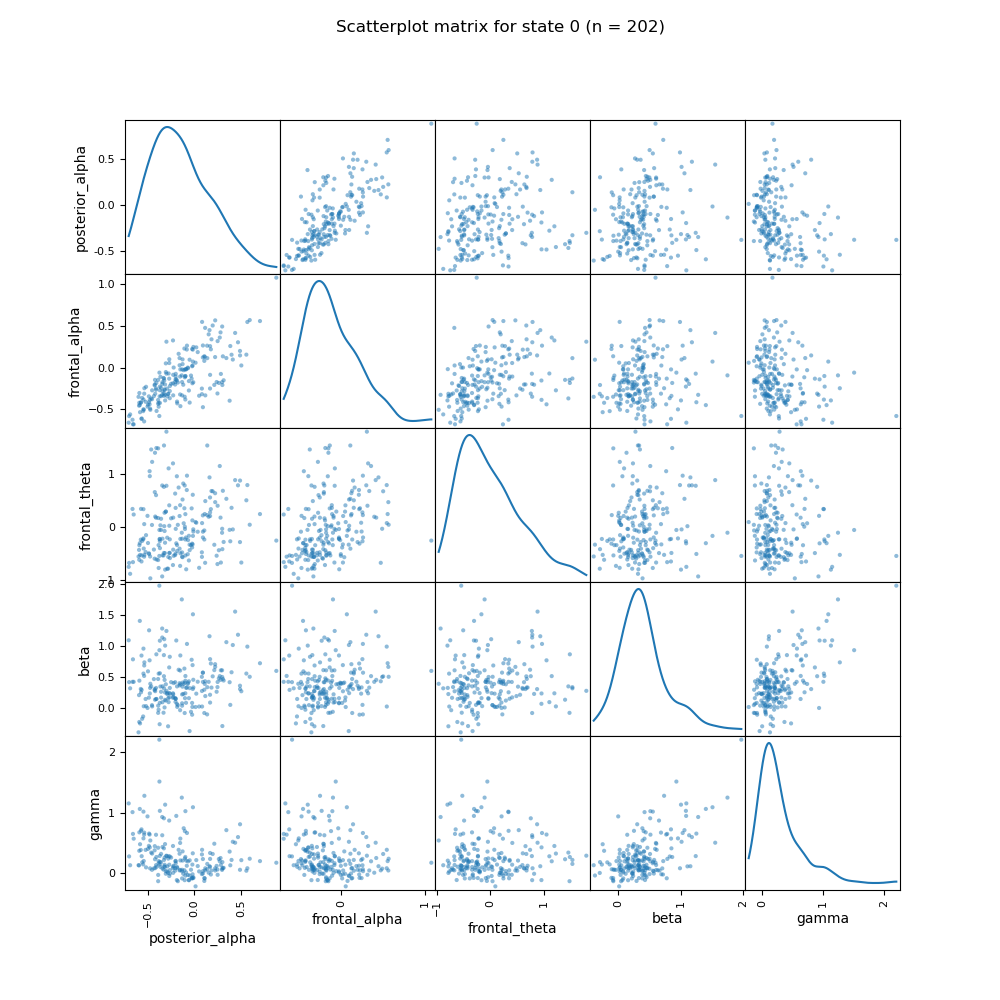 Scatterplot matrix for state 0 (n = 202)
posterior_alpha
0.5
0.0
−0.5
frontal_alpha
1.0
0.5
0.0
−0.5
frontal_theta
1
0
−1
beta
2.0
1.5
1.0
0.5
0.0
gamma
2
1
0
−0.5 0.0 0.5 0 1 −1 0 1 0 1 2 0 1 2
posterior_alpha frontal_alpha frontal_theta beta gamma